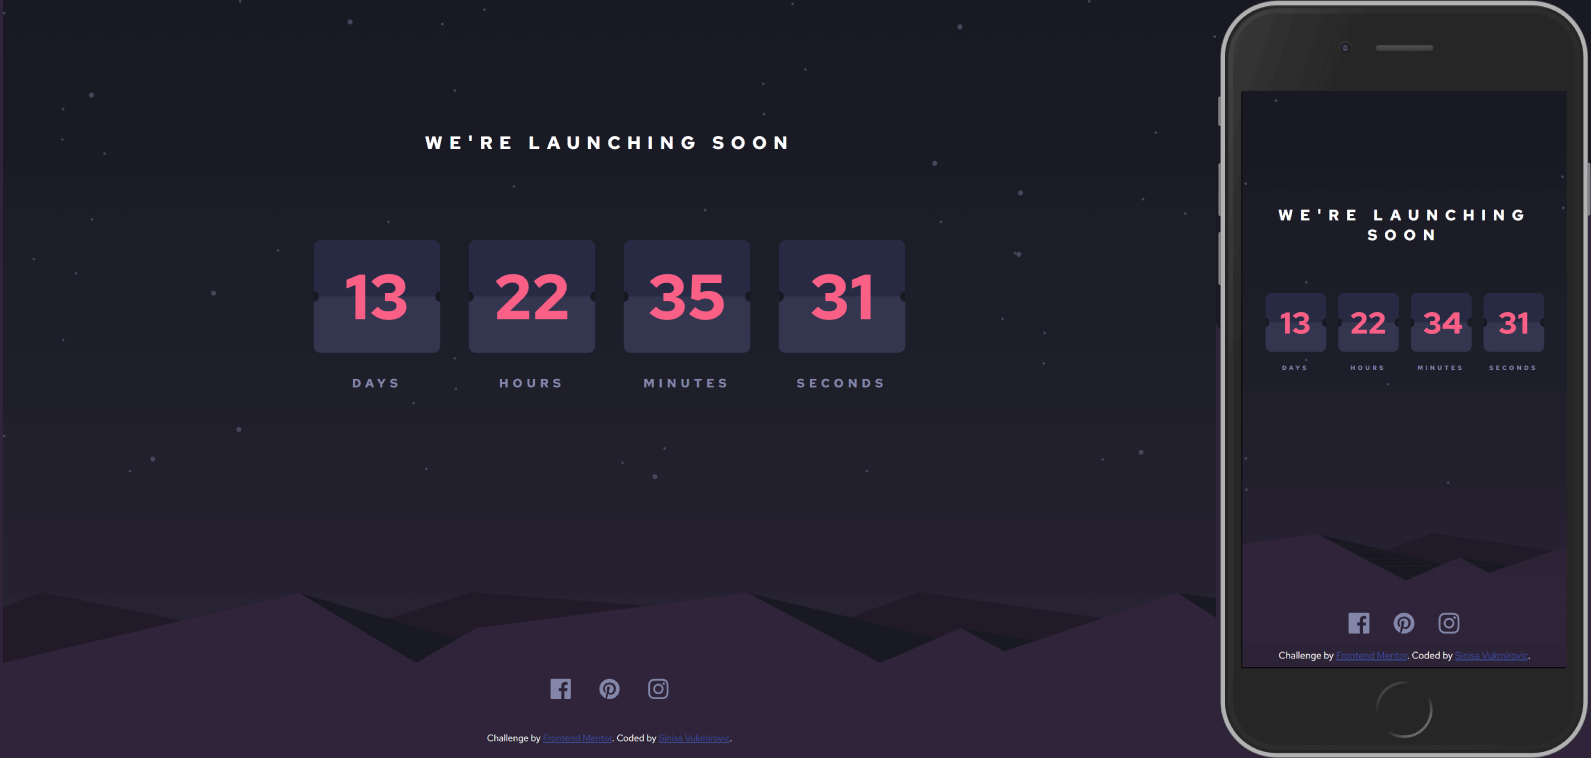 WE'RE LAUNCHING SOON
13 22 35 31
DAYS HOURS MINUTES SECONDS
Challenge by Frontend Mentor. Coded by Sinisa Vukmirovic.
WE'RE LAUNCHING
SOON
13 22 34 31
DAYS HOURS MINUTES SECONDS
Challenge by Frontend Mentor. Coded by Sinisa Vukmirovic.